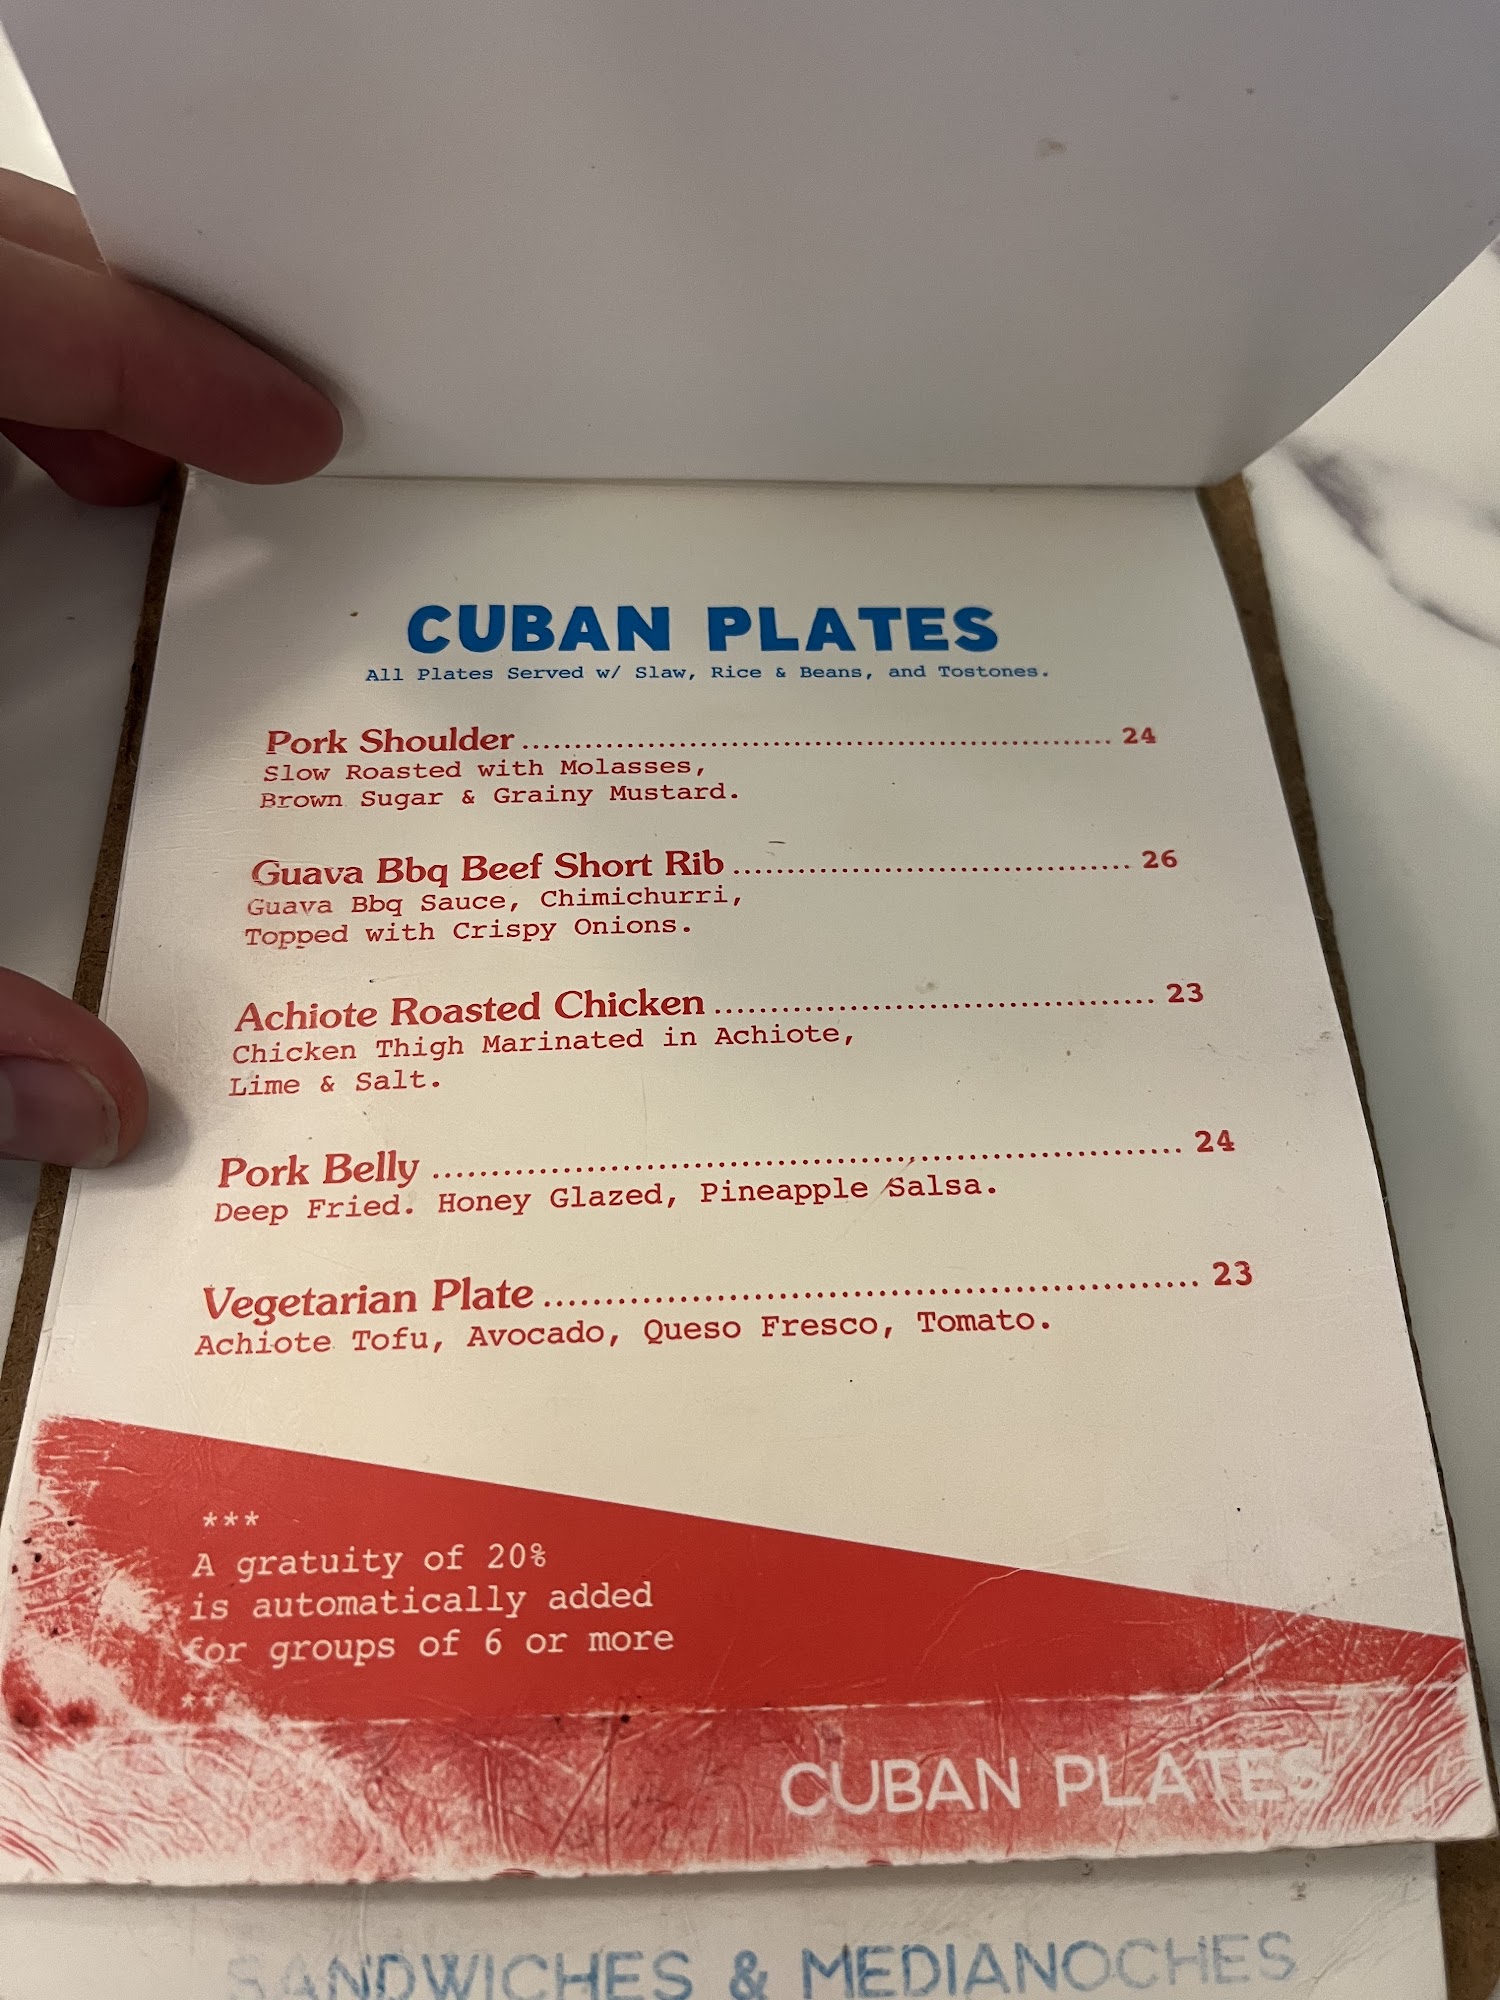 CUBAN PLATES
All Plates Served w/ Slaw, Rice & Beans, and Tostones.
Pork Shoulder ........................................................... 24
Slow Roasted with Molasses,
Brown Sugar & Grainy Mustard.
Guava Bbq Beef Short Rib ....................................... 26
Guava Bbq Sauce, Chimichurri,
Topped with Crispy Onions.
Achiote Roasted Chicken .......................................... 23
Chicken Thigh Marinated in Achiote,
Lime & Salt.
Pork Belly .................................................................. 24
Deep Fried. Honey Glazed, Pineapple Salsa.
Vegetarian Plate ....................................................... 23
Achiote Tofu, Avocado, Queso Fresco, Tomato.
***
A gratuity of 20%
is automatically added
for groups of 6 or more
***
CUBAN PLATES
SANDWICHES & MEDIANOCHES